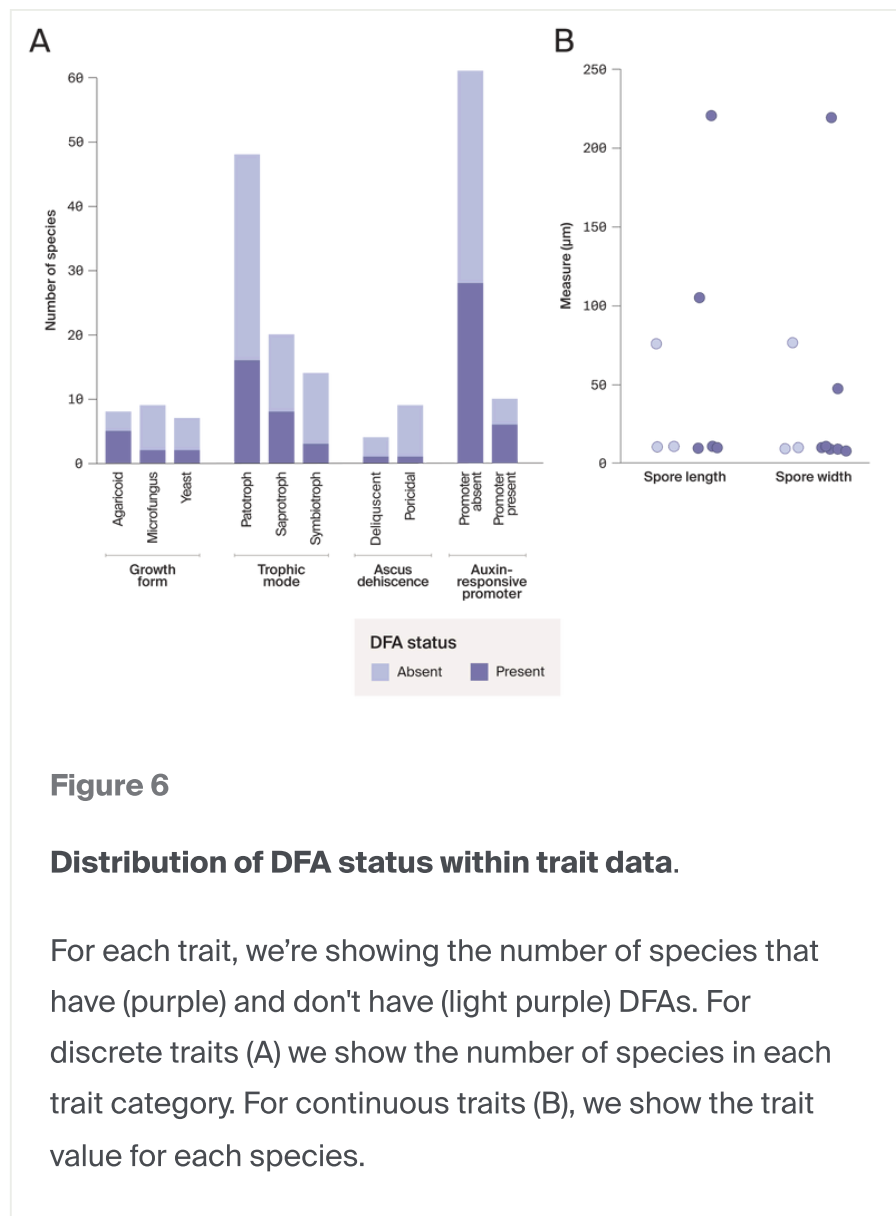 A
B
60
50
40
30
20
10
0
Number of species
Agaricoid
Microfungus
Yeast
Patotroph
Saprotroph
Symbiotroph
Deliquscent
Poricidal
Promoter
absent
Promoter
present
Growth
form
Trophic
mode
Ascus
dehiscence
Auxin-
responsive
promoter
250
200
150
100
50
0
Measure (µm)
Spore length
Spore width
DFA status
Absent
Present
Figure 6
Distribution of DFA status within trait data.
For each trait, we’re showing the number of species that
have (purple) and don't have (light purple) DFAs. For
discrete traits (A) we show the number of species in each
trait category. For continuous traits (B), we show the trait
value for each species.